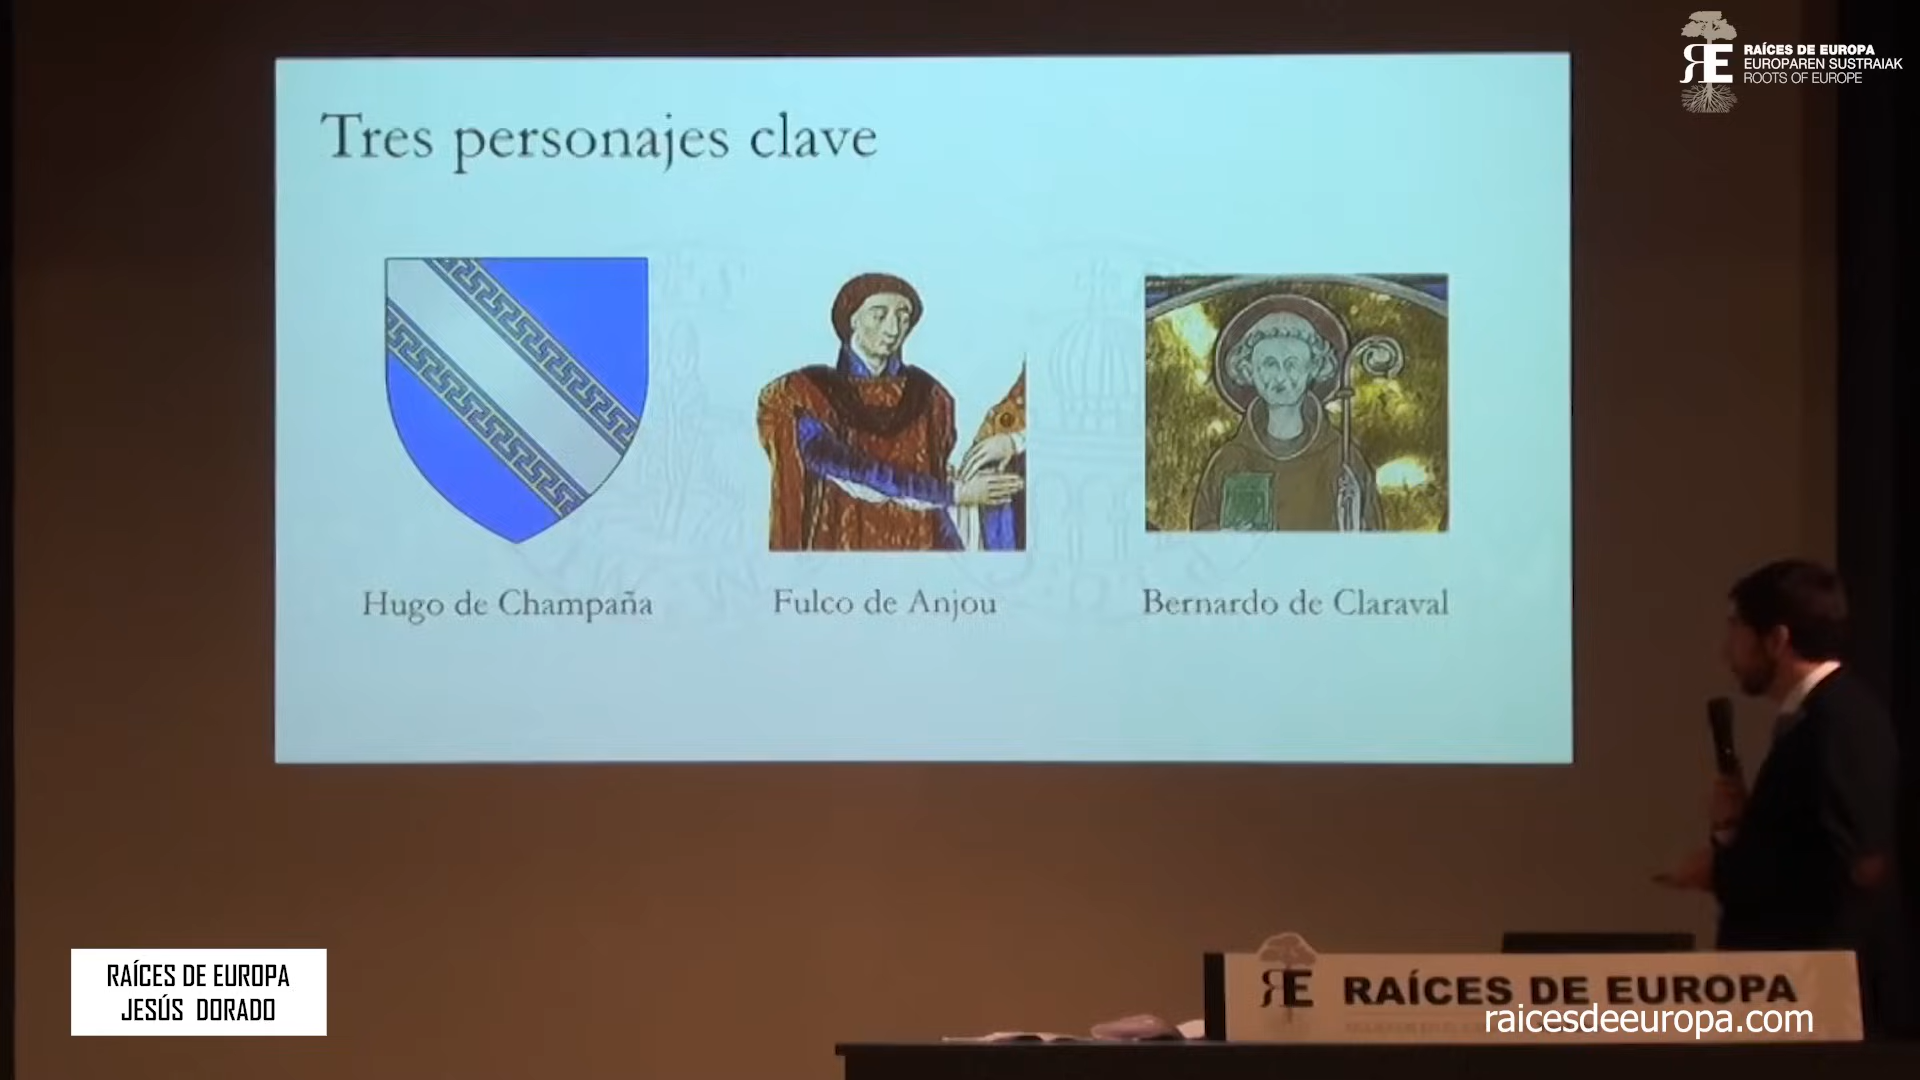 RAÍCES DE EUROPA
EUROPAREN SUSTRAIAK
ROOTS OF EUROPE
Tres personajes clave
Hugo de Champaña
Fulco de Anjou
Bernardo de Claraval
RAÍCES DE EUROPA
JESÚS DORADO
RE RAÍCES DE EUROPA
raicesdeeuropa.com